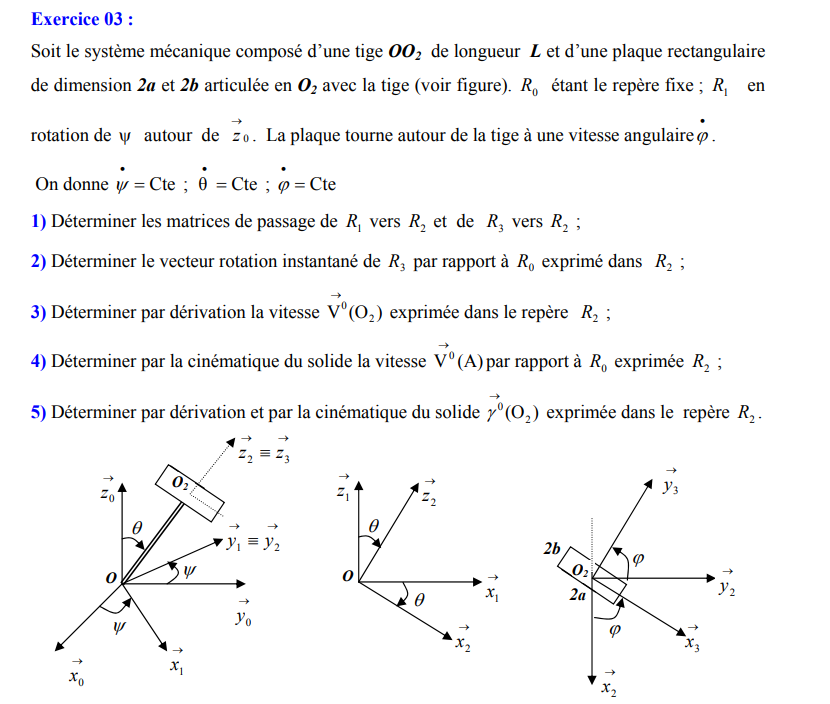 Exercice 03 :
Soit le système mécanique composé d’une tige OO₂ de longueur L et d’une plaque rectangulaire
de dimension 2a et 2b articulée en O₂ avec la tige (voir figure). R₀ étant le repère fixe ; R₁ en
rotation de ψ autour de z⃗₀. La plaque tourne autour de la tige à une vitesse angulaire φ̇ .
On donne ψ̇ = Cte ; θ̇ = Cte ; φ̇ = Cte
1) Déterminer les matrices de passage de R₁ vers R₂ et de R₃ vers R₂ ;
2) Déterminer le vecteur rotation instantané de R₃ par rapport à R₀ exprimé dans R₂ ;
3) Déterminer par dérivation la vitesse V⃗⁰(O₂) exprimée dans le repère R₂ ;
4) Déterminer par la cinématique du solide la vitesse V⃗⁰(A) par rapport à R₀ exprimée R₂ ;
5) Déterminer par dérivation et par la cinématique du solide γ⃗⁰(O₂) exprimée dans le repère R₂.
z⃗₂ ≡ z⃗₃
z⃗₀
O₂
θ
y⃗₁ ≡ y⃗₂
ψ
O
y⃗₀
ψ
x⃗₁
x⃗₀
z⃗₁
z⃗₂
θ
O
x⃗₁
θ
x⃗₂
y⃗₃
2b
φ
O₂
y⃗₂
2a
φ
x⃗₃
x⃗₂